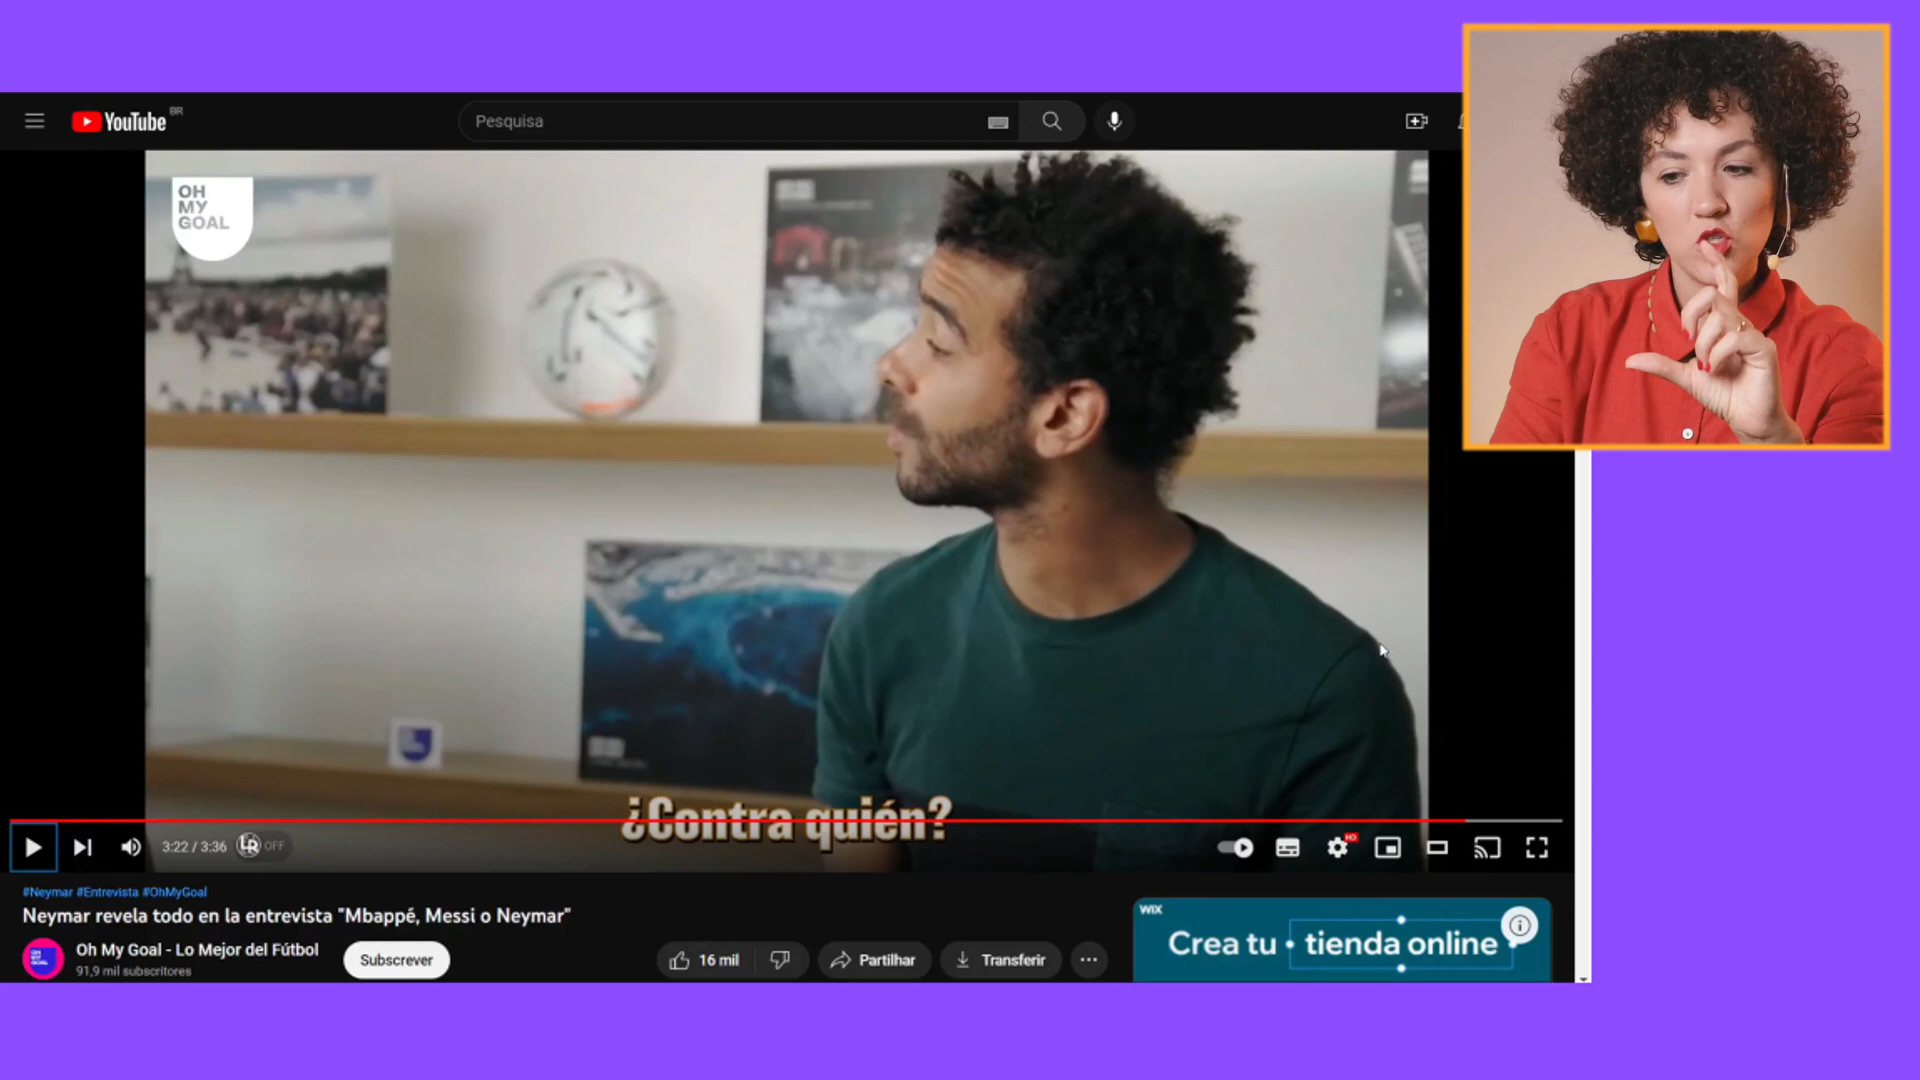 YouTube BR
Pesquisa
OH
MY
GOAL
¿Contra quién?
3:22 / 3:36
LR OFF
HD
#Neymar #Entrevista #OhMyGoal
Neymar revela todo en la entrevista "Mbappé, Messi o Neymar"
Oh My Goal - Lo Mejor del Fútbol
91,9 mil subscritores
Subscrever
16 mil
Partilhar
Transferir
WIX
Crea tu tienda online